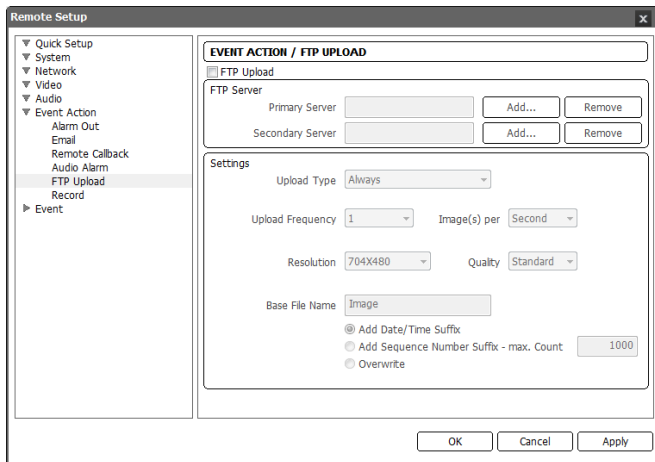 Remote Setup
x
Quick Setup
System
Network
Video
Audio
Event Action
Alarm Out
Email
Remote Callback
Audio Alarm
FTP Upload
Record
Event
EVENT ACTION / FTP UPLOAD
FTP Upload
FTP Server
Primary Server Add... Remove
Secondary Server Add... Remove
Settings
Upload Type Always
Upload Frequency 1 Image(s) per Second
Resolution 704X480 Quality Standard
Base File Name Image
Add Date/Time Suffix
Add Sequence Number Suffix - max. Count 1000
Overwrite
OK Cancel Apply